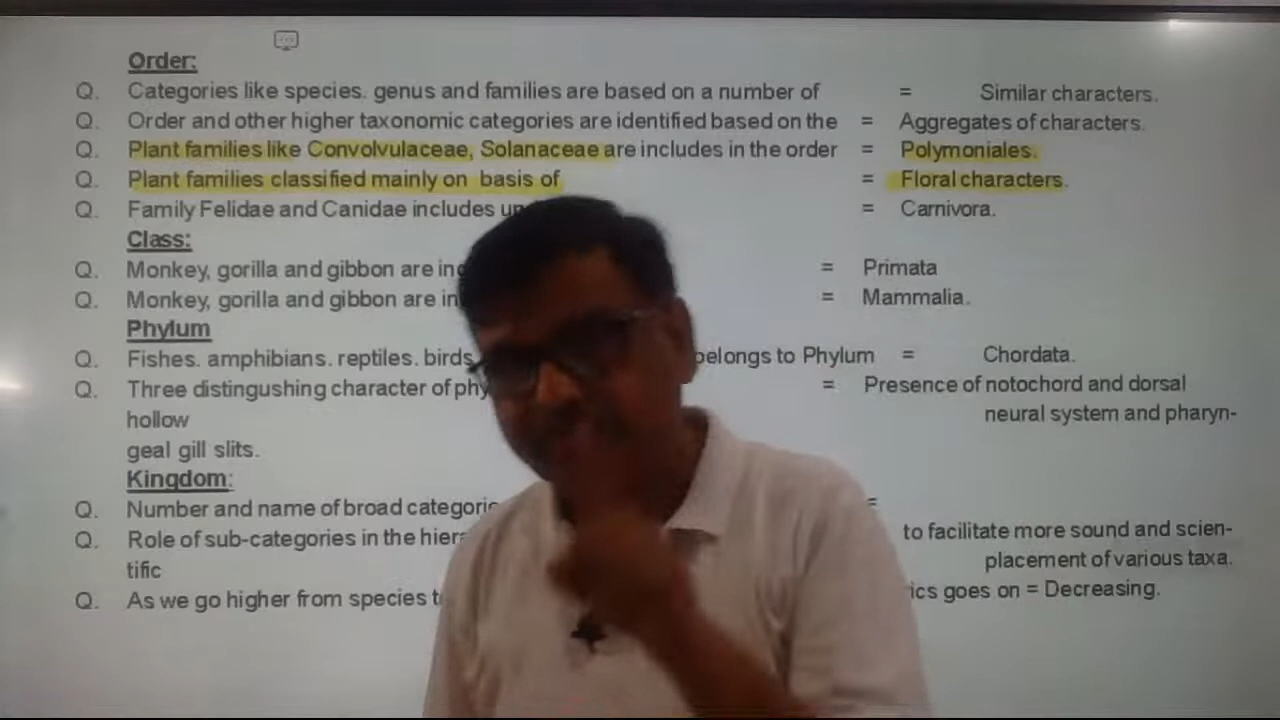 Order:
Q. Categories like species. genus and families are based on a number of = Similar characters.
Q. Order and other higher taxonomic categories are identified based on the = Aggregates of characters.
Q. Plant families like Convolvulaceae, Solanaceae are includes in the order = Polymoniales.
Q. Plant families classified mainly on basis of = Floral characters.
Q. Family Felidae and Canidae includes = Carnivora.
Class:
Q. Monkey, gorilla and gibbon are = Primata
Q. Monkey, gorilla and gibbon are = Mammalia.
Phylum
Q. Fishes. amphibians. reptiles. birds belongs to Phylum = Chordata.
Q. Three distingushing character of = Presence of notochord and dorsal
hollow neural system and pharyn-
geal gill slits.
Kingdom:
Q. Number and name of broad =
Q. Role of sub-categories in the to facilitate more sound and scien-
tific placement of various taxa.
Q. As we go higher from species goes on = Decreasing.